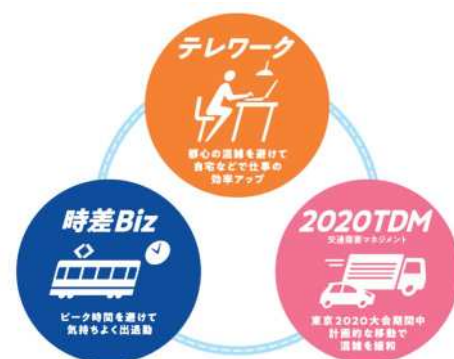 テレワーク
都心の混雑を避けて
自宅などで仕事の
効率アップ
時差Biz
ピーク時間を避けて
気持ちよく出退勤
2020TDM
交通需要マネジメント
東京2020大会期間中
計画的な移動で
混雑を緩和